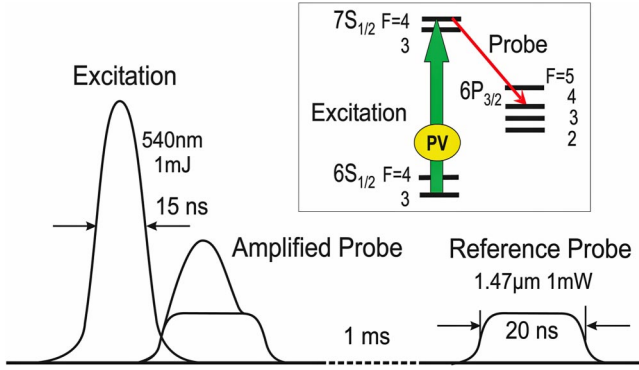 Excitation
540nm
1mJ
15 ns
Amplified Probe
1 ms
Reference Probe
1.47µm 1mW
20 ns
7S1/2 F=4
3
Probe
6P3/2
F=5
4
3
2
Excitation
PV
6S1/2 F=4
3